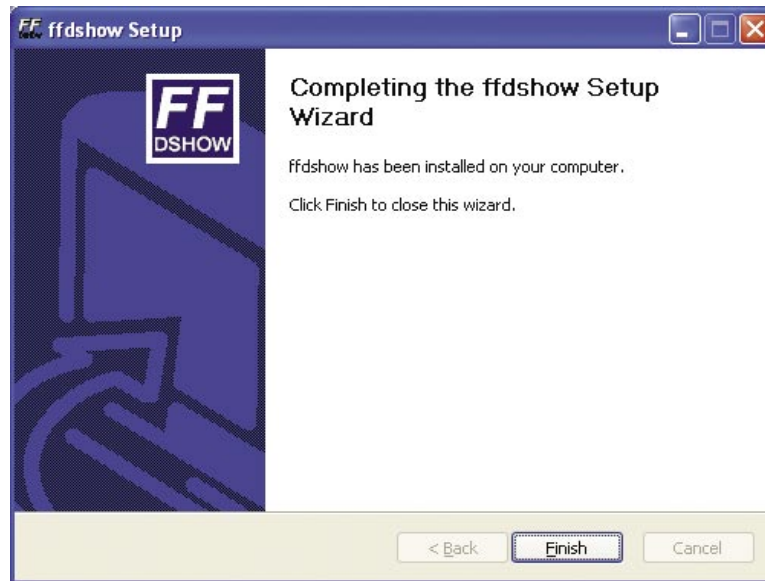 ffdshow Setup
FF
DSHOW
Completing the ffdshow Setup
Wizard
ffdshow has been installed on your computer.
Click Finish to close this wizard.
< Back
Finish
Cancel